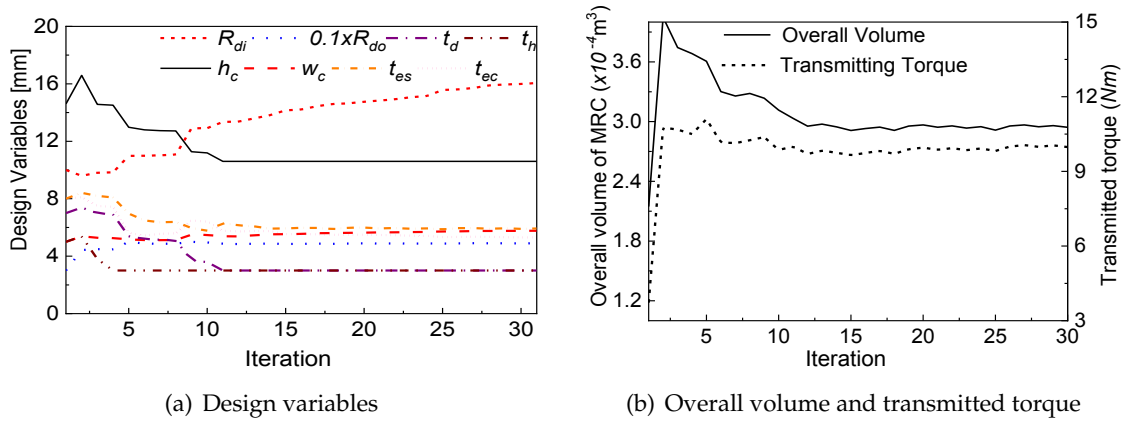 20
16
12
8
4
0
Design Variables [mm]
R_di 0.1xR_do t_d t_h
h_c w_c t_es t_ec
5 10 15 20 25 30
Iteration
(a) Design variables
3.6
3.0
2.4
1.8
1.2
Overall volume of MRC (x10⁻⁴m³)
Overall Volume
Transmitting Torque
15
12
9
6
3
Transmitted torque (Nm)
5 10 15 20 25 30
Iteration
(b) Overall volume and transmitted torque